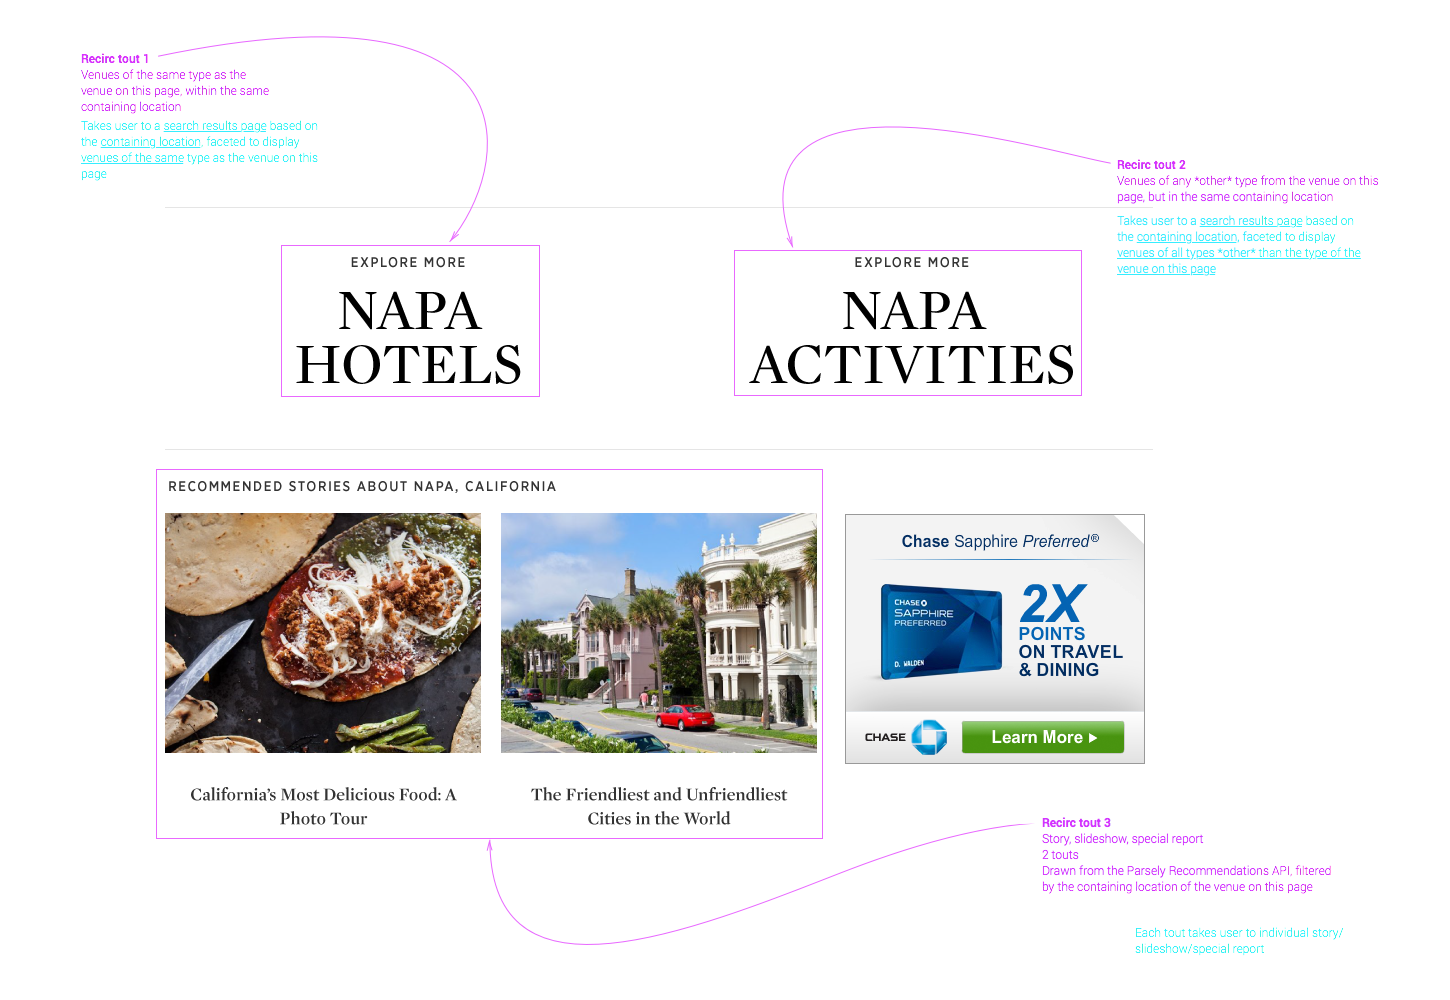 Recirc tout 1
Venues of the same type as the
venue on this page, within the same
containing location
Takes user to a search results page based on
the containing location, faceted to display
venues of the same type as the venue on this
page
Recirc tout 2
Venues of any *other* type from the venue on this
page, but in the same containing location
Takes user to a search results page based on
the containing location, faceted to display
venues of all types *other* than the type of the
venue on this page
EXPLORE MORE
NAPA
HOTELS
EXPLORE MORE
NAPA
ACTIVITIES
RECOMMENDED STORIES ABOUT NAPA, CALIFORNIA
California's Most Delicious Food: A
Photo Tour
The Friendliest and Unfriendliest
Cities in the World
Chase Sapphire Preferred®
CHASE
SAPPHIRE
PREFERRED
D. WALDEN
2X
POINTS
ON TRAVEL
& DINING
CHASE
Learn More
Recirc tout 3
Story, slideshow, special report
2 touts
Drawn from the Parsely Recommendations API, filtered
by the containing location of the venue on this page
Each tout takes user to individual story/
slideshow/special report